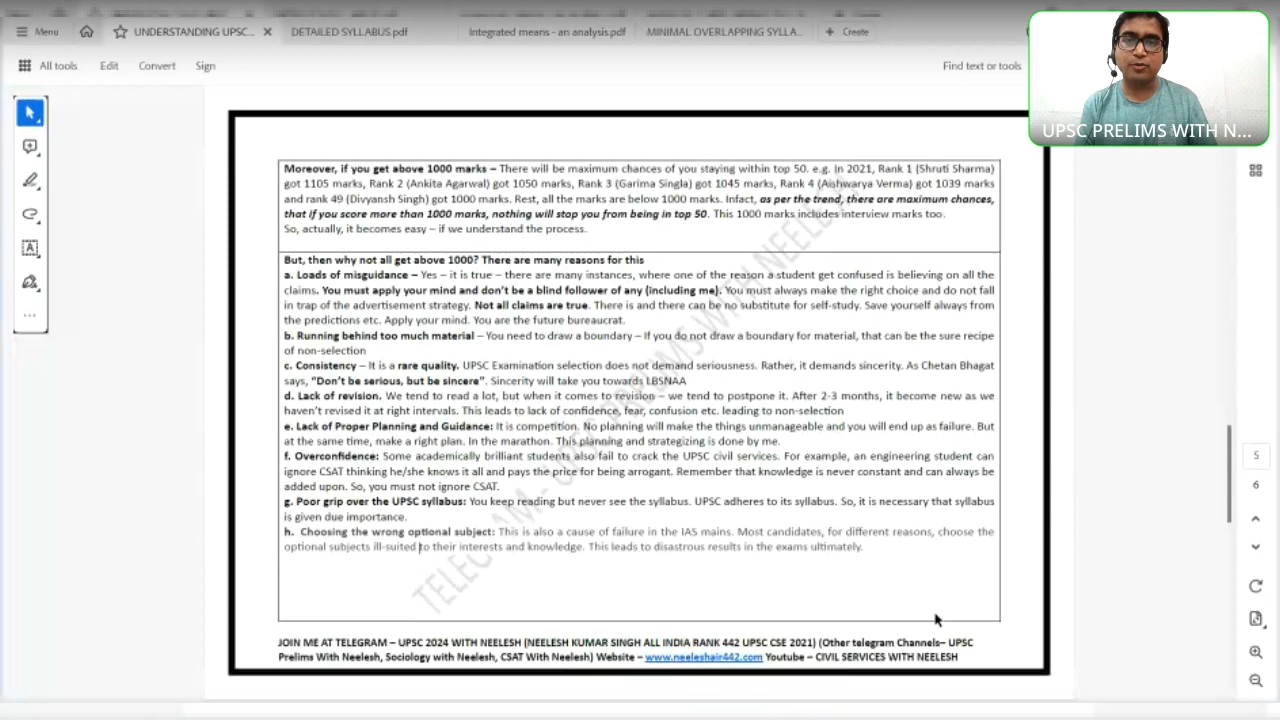 Menu
UNDERSTANDING UPSC...
DETAILED SYLLABUS.pdf
Integrated means - an analysis.pdf
MINIMAL OVERLAPPING SYLLA...
+ Create
All tools
Edit
Convert
Sign
Find text or tools
UPSC PRELIMS WITH N...
Moreover, if you get above 1000 marks – There will be maximum chances of you staying within top 50. e.g. In 2021, Rank 1 (Shruti Sharma)
got 1105 marks, Rank 2 (Ankita Agarwal) got 1050 marks, Rank 3 (Garima Singla) got 1045 marks, Rank 4 (Aishwarya Verma) got 1039 marks
and rank 49 (Divyansh Singh) got 1000 marks. Rest, all the marks are below 1000 marks. Infact, as per the trend, there are maximum chances,
that if you score more than 1000 marks, nothing will stop you from being in top 50. This 1000 marks includes interview marks too.
So, actually, it becomes easy – if we understand the process.
But, then why not all get above 1000? There are many reasons for this
a. Loads of misguidance – Yes – it is true – there are many instances, where one of the reason a student get confused is believing on all the
claims. You must apply your mind and don't be a blind follower of any (including me). You must always make the right choice and do not fall
in trap of the advertisement strategy. Not all claims are true. There is and there can be no substitute for self-study. Save yourself always from
the predictions etc. Apply your mind. You are the future bureaucrat.
b. Running behind too much material – You need to draw a boundary – If you do not draw a boundary for material, that can be the sure recipe
of non-selection
c. Consistency – It is a rare quality. UPSC Examination selection does not demand seriousness. Rather, it demands sincerity. As Chetan Bhagat
says, "Don't be serious, but be sincere". Sincerity will take you towards LBSNAA
d. Lack of revision. We tend to read a lot, but when it comes to revision – we tend to postpone it. After 2-3 months, it become new as we
haven't revised it at right intervals. This leads to lack of confidence, fear, confusion etc. leading to non-selection
e. Lack of Proper Planning and Guidance: It is competition. No planning will make the things unmanageable and you will end up as failure. But
at the same time, make a right plan. In the marathon. This planning and strategizing is done by me.
f. Overconfidence: Some academically brilliant students also fail to crack the UPSC civil services. For example, an engineering student can
ignore CSAT thinking he/she knows it all and pays the price for being arrogant. Remember that knowledge is never constant and can always be
added upon. So, you must not ignore CSAT.
g. Poor grip over the UPSC syllabus: You keep reading but never see the syllabus. UPSC adheres to its syllabus. So, it is necessary that syllabus
is given due importance.
h. Choosing the wrong optional subject: This is also a cause of failure in the IAS mains. Most candidates, for different reasons, choose the
optional subjects ill-suited to their interests and knowledge. This leads to disastrous results in the exams ultimately.
JOIN ME AT TELEGRAM – UPSC 2024 WITH NEELESH (NEELESH KUMAR SINGH ALL INDIA RANK 442 UPSC CSE 2021) (Other telegram Channels– UPSC
Prelims With Neelesh, Sociology with Neelesh, CSAT With Neelesh) Website – www.neeleshair442.com Youtube – CIVIL SERVICES WITH NEELESH
TELEGRAM - UPSC PRELIMS WITH NEELESH
5
6